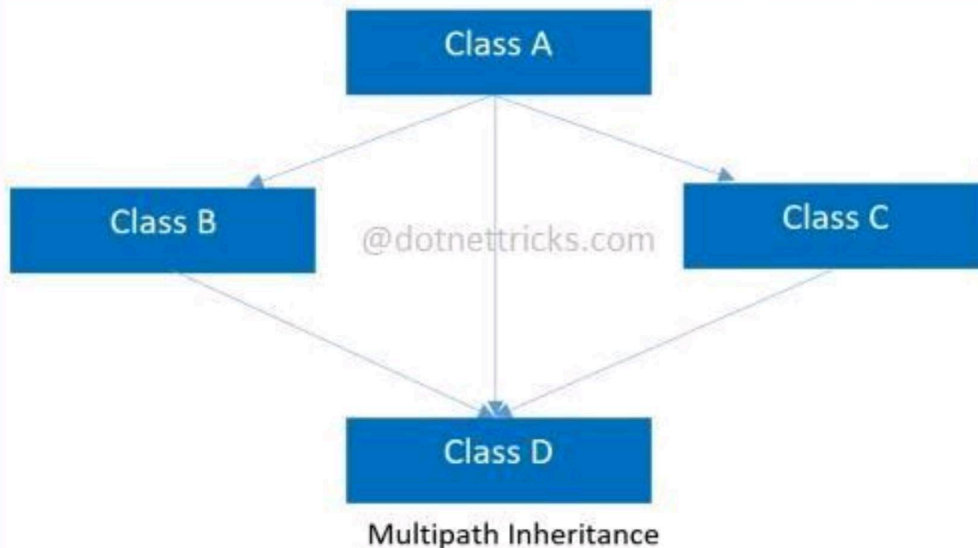 Class A
Class B
@dotnettricks.com
Class C
Class D
Multipath Inheritance